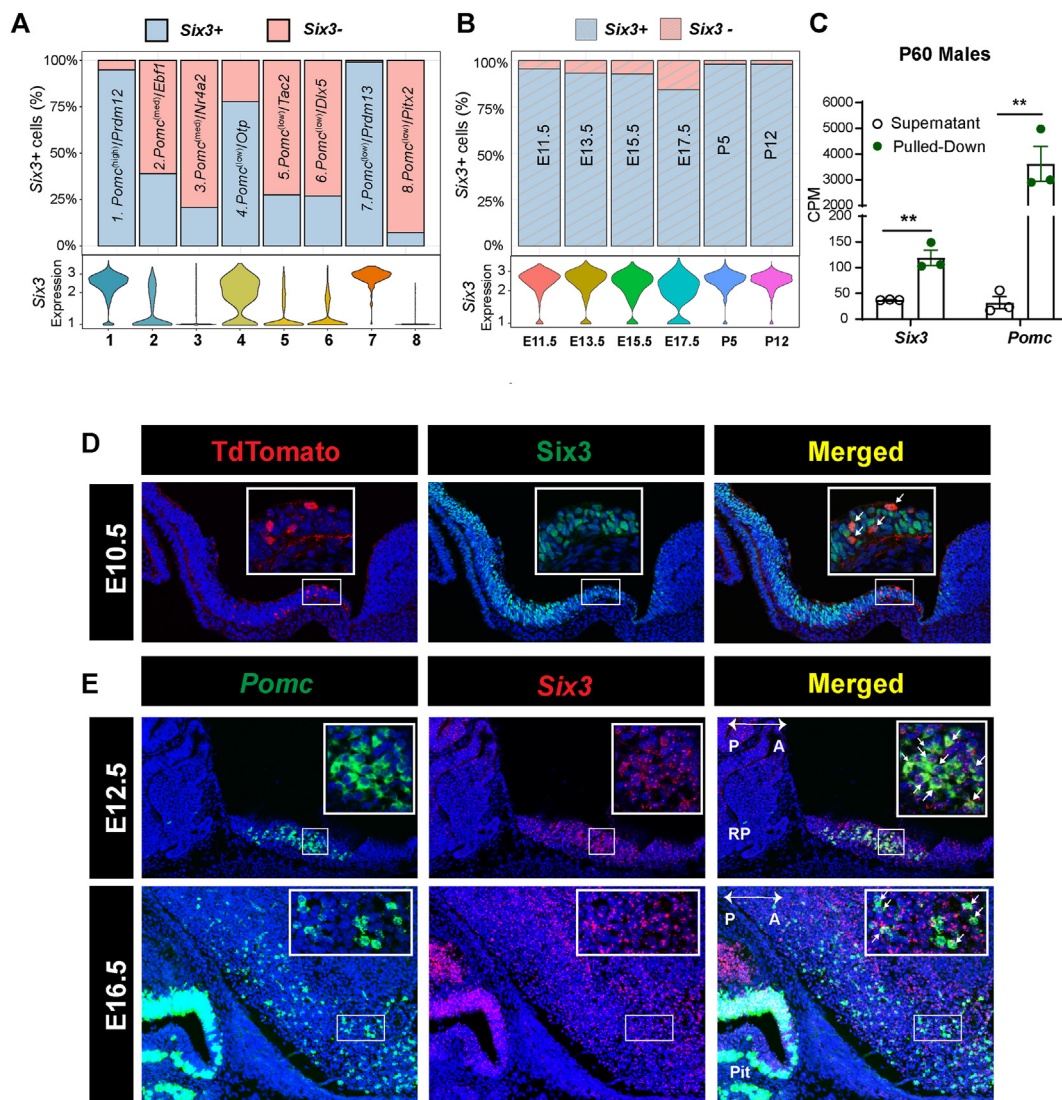 A
Six3+
Six3-
Six3+ cells (%)
100%
75%
50%
25%
0%
1. Pomc(high)/Prdm12
2.Pomc(med)/Ebf1
3.Pomc(med)/Nr4a2
4.Pomc(low)/Otp
5.Pomc(low)/Tac2
6.Pomc(low)/Dlx5
7.Pomc(low)/Prdm13
8.Pomc(low)/Pitx2
Six3
Expression
3
2
1
1 2 3 4 5 6 7 8
B
Six3+
Six3 -
Six3+ cells (%)
100%
75%
50%
25%
0%
E11.5
E13.5
E15.5
E17.5
P5
P12
Six3
Expression
3
2
1
E11.5 E13.5 E15.5 E17.5 P5 P12
C
P60 Males
CPM
6000
5000
4000
3000
2000
200
150
100
50
0
Supernatant
Pulled-Down
**
**
Six3
Pomc
D
TdTomato
Six3
Merged
E10.5
E
Pomc
Six3
Merged
E12.5
P A
RP
E16.5
P A
Pit